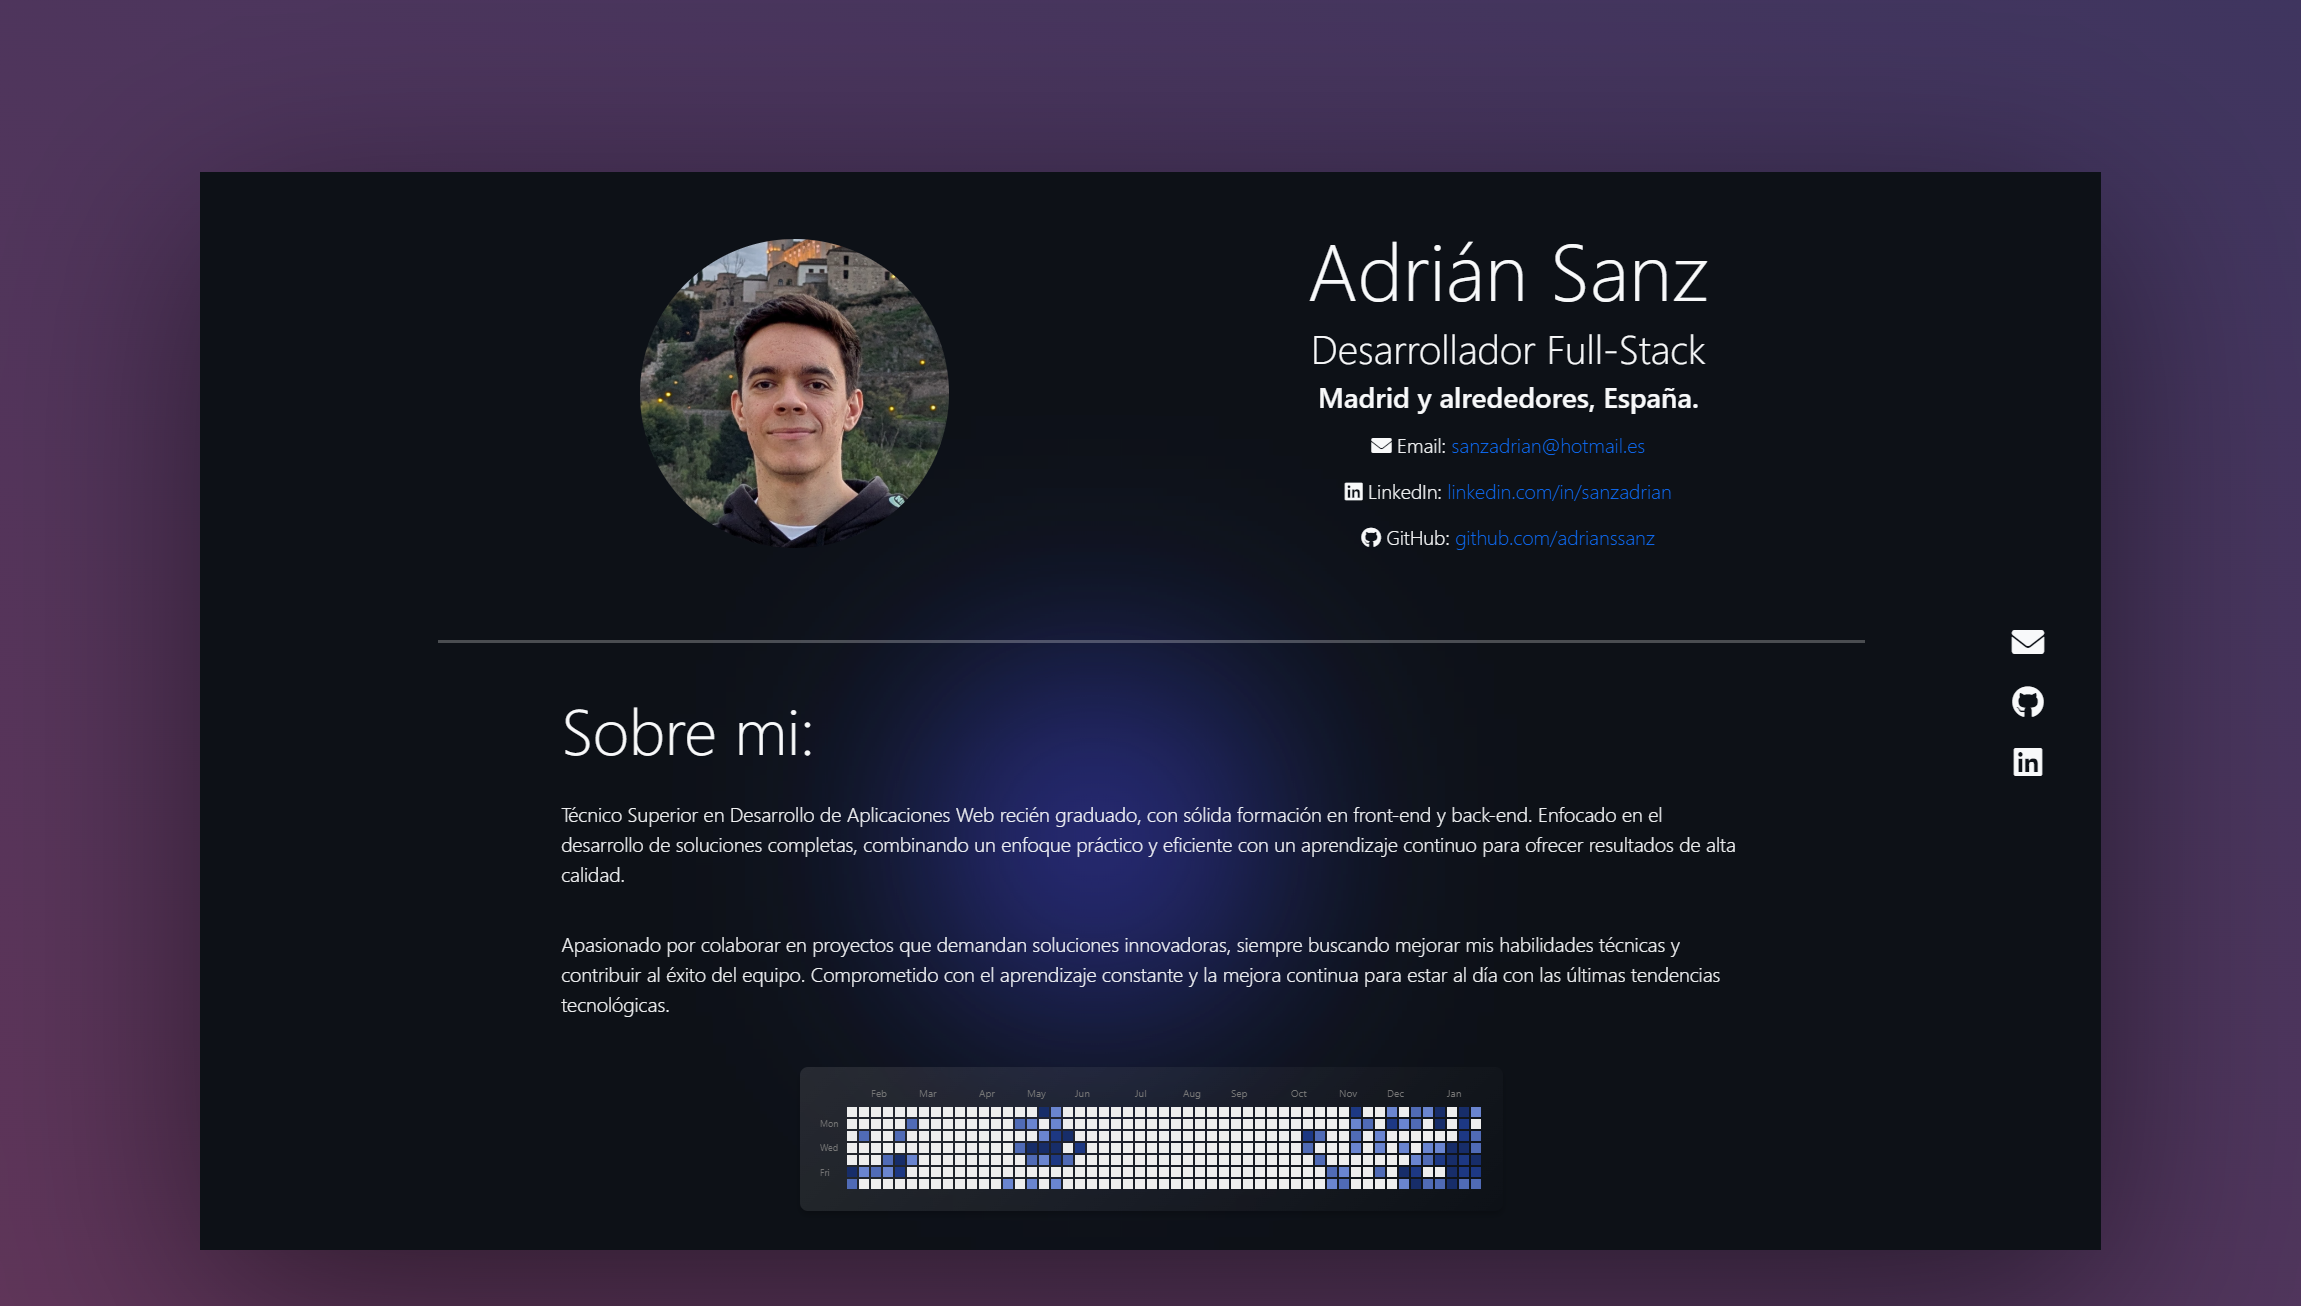 Adrián Sanz
Desarrollador Full-Stack
Madrid y alrededores, España.
Email: sanzadrian@hotmail.es
LinkedIn: linkedin.com/in/sanzadrian
GitHub: github.com/adrianssanz
Sobre mi:
Técnico Superior en Desarrollo de Aplicaciones Web recién graduado, con sólida formación en front-end y back-end. Enfocado en el
desarrollo de soluciones completas, combinando un enfoque práctico y eficiente con un aprendizaje continuo para ofrecer resultados de alta
calidad.
Apasionado por colaborar en proyectos que demandan soluciones innovadoras, siempre buscando mejorar mis habilidades técnicas y
contribuir al éxito del equipo. Comprometido con el aprendizaje constante y la mejora continua para estar al día con las últimas tendencias
tecnológicas.
Feb Mar Apr May Jun Jul Aug Sep Oct Nov Dec Jan
Mon
Wed
Fri